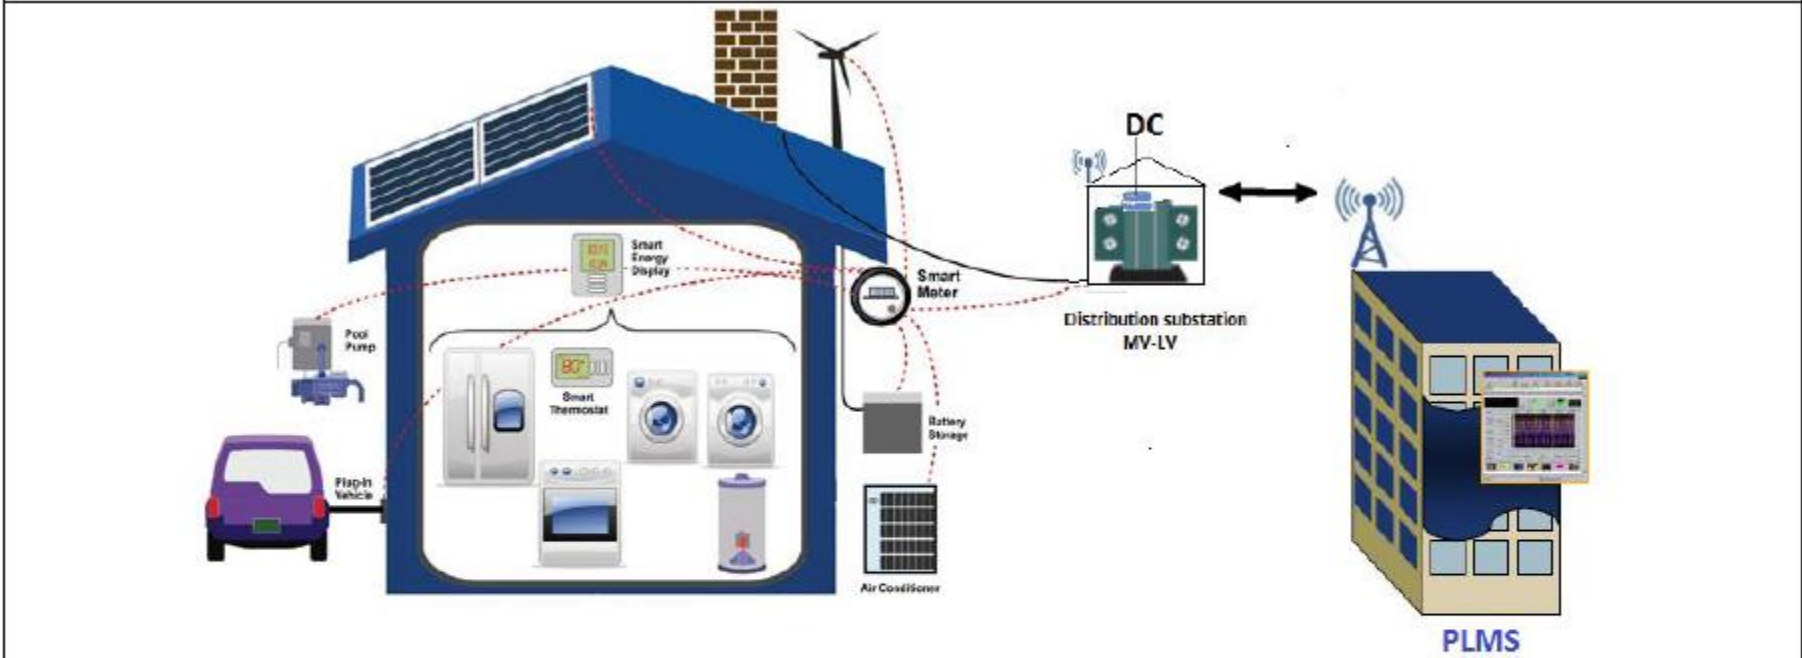 DC
Smart
Energy
Display
Smart
Meter
Distribution substation
MV-LV
Pool
Pump
80°
Smart
Thermostat
Battery
Storage
Plug-In
Vehicle
Air Conditioner
PLMS